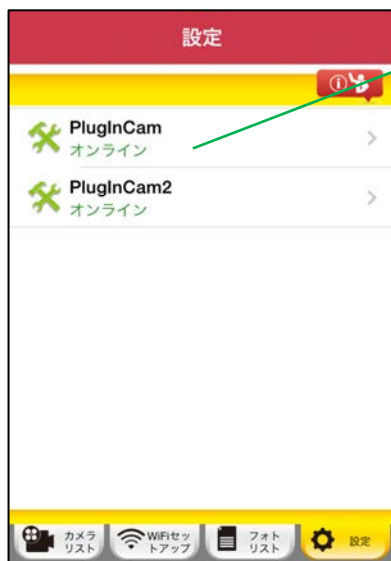 設定
PlugInCam
オンライン
PlugInCam2
オンライン
カメラ
リスト
WiFiセッ
トアップ
フォト
リスト
設定